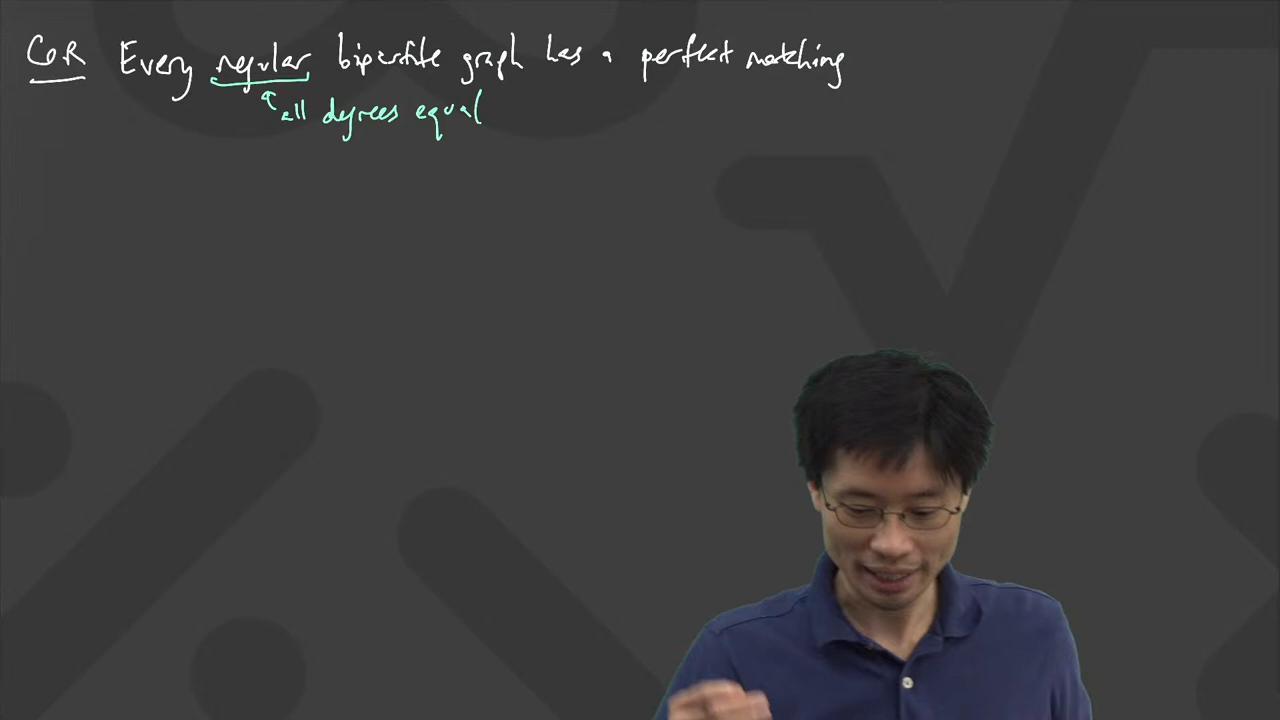 COR Every regular bipartite graph has a perfect matching
all degrees equal